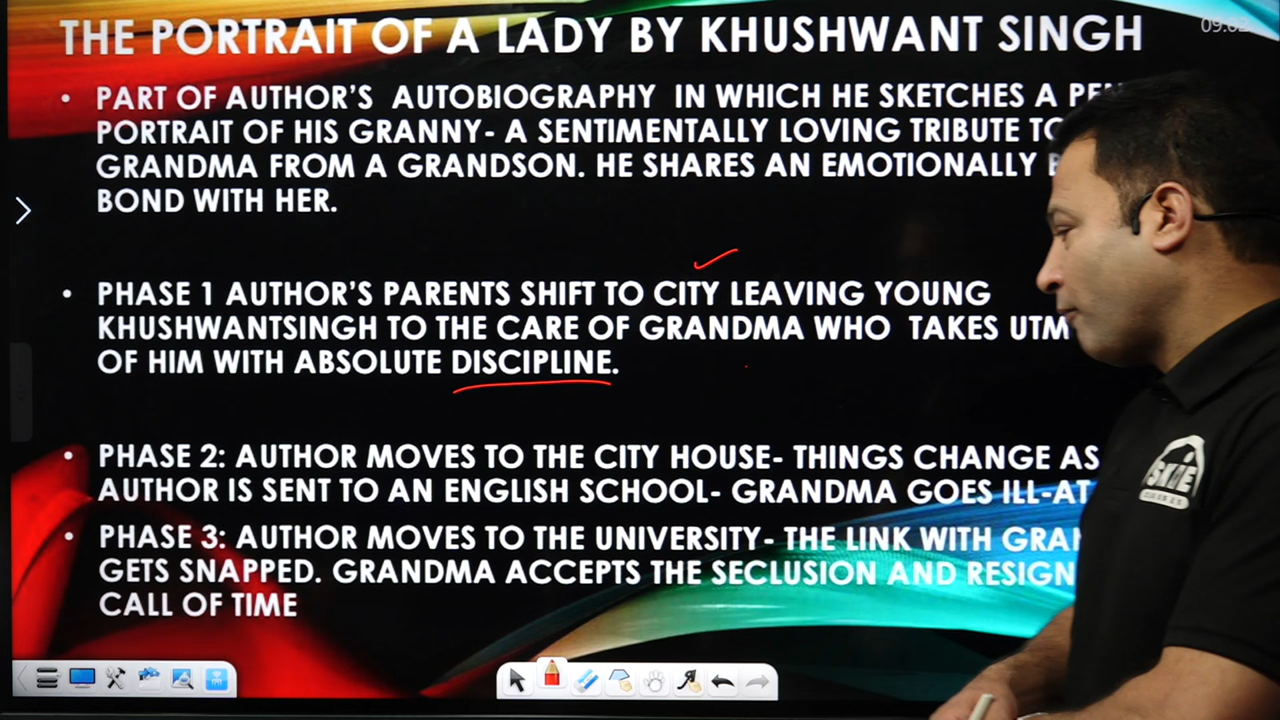 THE PORTRAIT OF A LADY BY KHUSHWANT SINGH
• PART OF AUTHOR'S AUTOBIOGRAPHY IN WHICH HE SKETCHES A PEN
PORTRAIT OF HIS GRANNY- A SENTIMENTALLY LOVING TRIBUTE TO
GRANDMA FROM A GRANDSON. HE SHARES AN EMOTIONALLY
BOND WITH HER.
• PHASE 1 AUTHOR'S PARENTS SHIFT TO CITY LEAVING YOUNG
KHUSHWANTSINGH TO THE CARE OF GRANDMA WHO TAKES UTM
OF HIM WITH ABSOLUTE DISCIPLINE.
• PHASE 2: AUTHOR MOVES TO THE CITY HOUSE- THINGS CHANGE AS
AUTHOR IS SENT TO AN ENGLISH SCHOOL- GRANDMA GOES ILL-AT
• PHASE 3: AUTHOR MOVES TO THE UNIVERSITY- THE LINK WITH GRAN
GETS SNAPPED. GRANDMA ACCEPTS THE SECLUSION AND RESIGN
CALL OF TIME